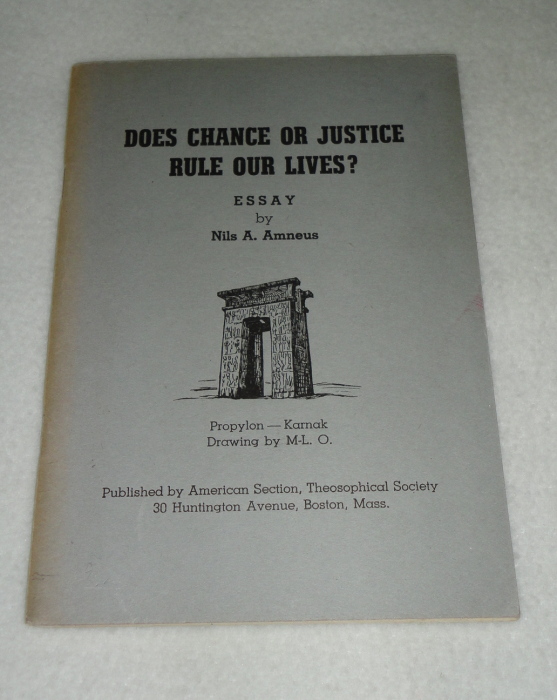 DOES CHANCE OR JUSTICE
RULE OUR LIVES?
ESSAY
by
Nils A. Amneus
Propylon — Karnak
Drawing by M-L. O.
Published by American Section, Theosophical Society
30 Huntington Avenue, Boston, Mass.